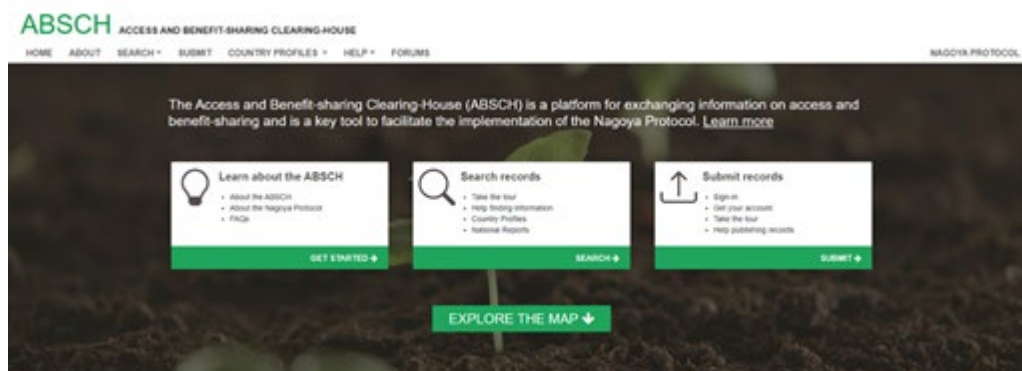 ABSCH ACCESS AND BENEFIT-SHARING CLEARING-HOUSE
HOME ABOUT SEARCH SUBMIT COUNTRY PROFILES HELP FORUMS NAGOYA PROTOCOL
The Access and Benefit-sharing Clearing-House (ABSCH) is a platform for exchanging information on access and
benefit-sharing and is a key tool to facilitate the implementation of the Nagoya Protocol. Learn more
Learn about the ABSCH
• About the ABSCH
• About the Nagoya Protocol
• FAQs
GET STARTED
Search records
• Take the tour
• Help finding information
• Country Profiles
• National Reports
SEARCH
Submit records
• Sign-in
• Get your account
• Take the tour
• Help publishing records
SUBMIT
EXPLORE THE MAP